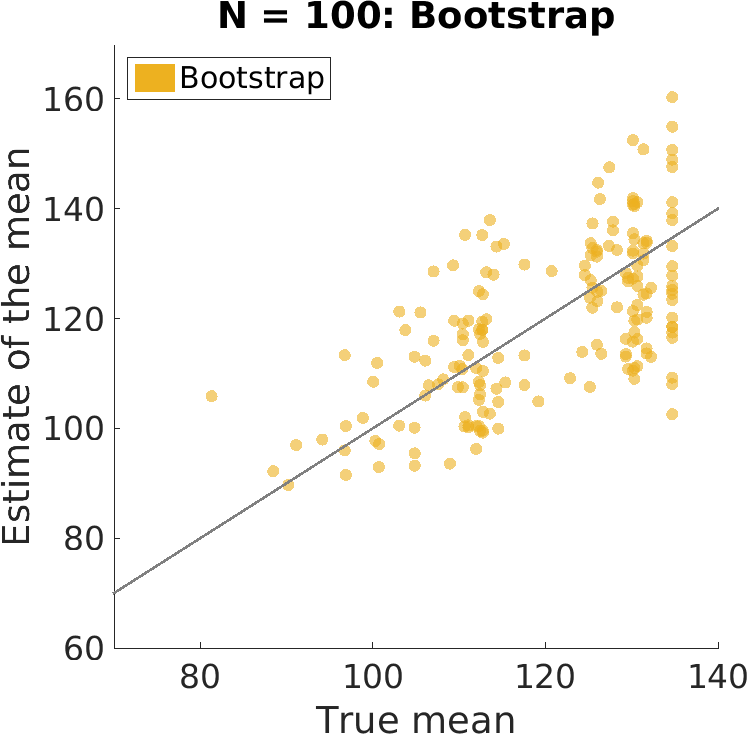 N = 100: Bootstrap
Bootstrap
Estimate of the mean
160
140
120
100
80
60
80
100
120
140
True mean